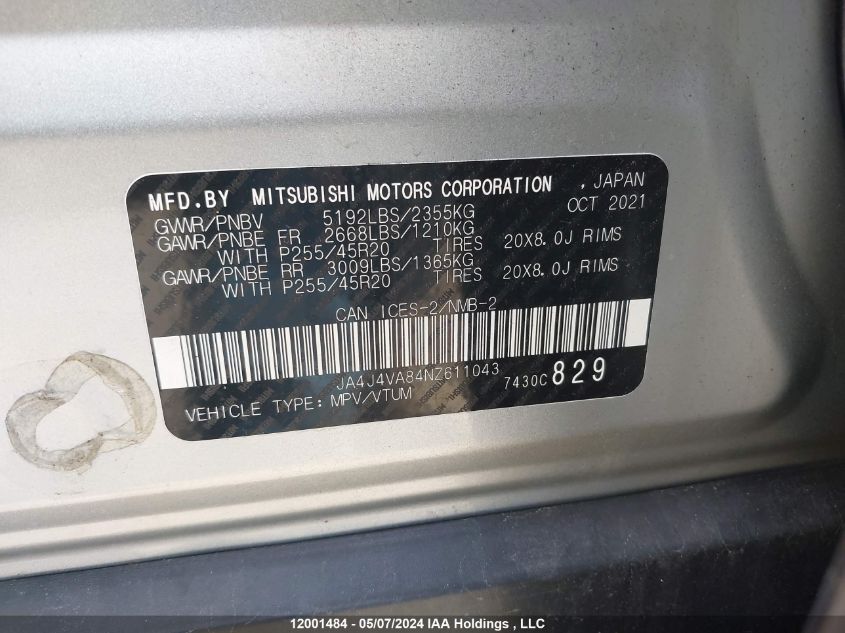 MFD.BY MITSUBISHI MOTORS CORPORATION , JAPAN
GVWR/PNBV 5192LBS/2355KG OCT 2021
GAWR/PNBE FR 2668LBS/1210KG
WITH P255/45R20 TIRES 20X8.0J RIMS
GAWR/PNBE RR 3009LBS/1365KG
WITH P255/45R20 TIRES 20X8.0J RIMS
CAN ICES-2/NMB-2
JA4J4VA84NZ611043 7430C 829
VEHICLE TYPE: MPV/VTUM
12001484 - 05/07/2024 IAA Holdings , LLC